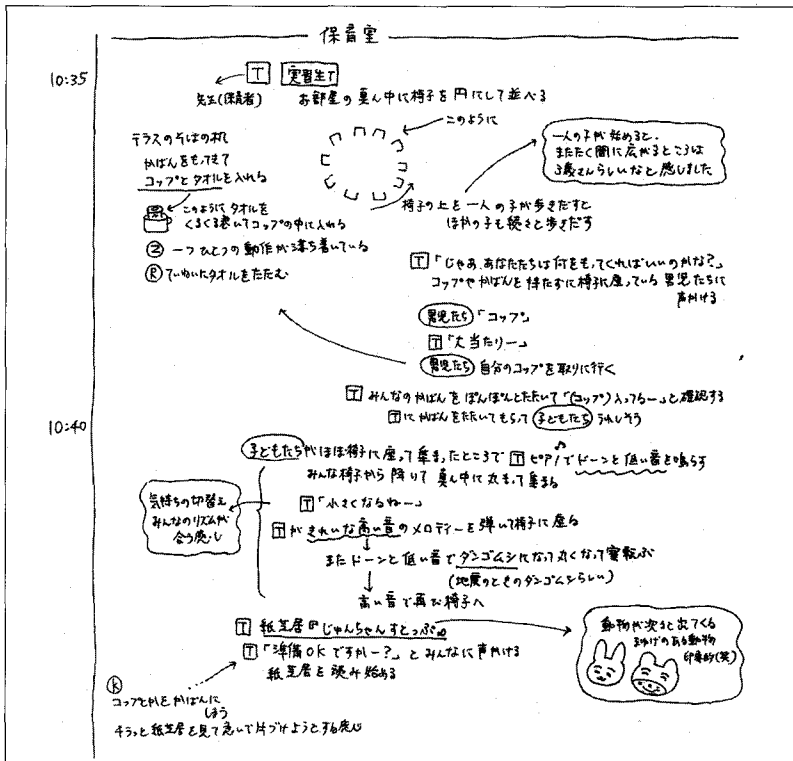 保育室
10:35
T 実習生T
先生(保育者)
お部屋の真ん中に椅子を円にして並べる
このように
テラスのそばの机
かばんをもってきて
コップとタオルを入れる
このようにタオルを
くるくる巻いてコップの中に入れる
Z 一つひとつの動作が落ち着いている
R ていねいにタオルをたたむ
一人の子が始めると、
またたく間に広がるところは
3歳さんらしいなと感じました
椅子の上を一人の子が歩きだすと
ほかの子も続々と歩きだす
T「じゃあ、あなたたちは何をもってくればいいのかな?」
コップやかばんを持たずに椅子に座っている男児たちに
声かける
男児たち「コップ」
T「大当たりー」
男児たち 自分のコップを取りに行く
T みんなのかばんをぽんぽんとたたいて「(コップ)入ってるー」と確認する
Tにかばんをたたいてもらって 子どもたち うれしそう
10:40
子どもたちがほぼ椅子に座って集まったところで T ピアノでドーンと低い音を鳴らす
みんな椅子から降りて真ん中に丸まって集まる
気持ちの切替え
みんなのリズムが
合う感じ
T「小さくなるねー」
Tがきれいな高い音のメロディーを弾いて椅子に座る
またドーンと低い音でダンゴムシになって丸くなって寝転ぶ
(地震のときのダンゴムシらしい)
高い音で再び椅子へ
T 紙芝居『じゅんちゃんすとっぷ』
T「準備OKですかー?」とみんなに声かける
紙芝居を読み始める
動物が次々と出てくる
まゆげのある動物
印象的(笑)
K
コップとかをかばんに
しまう
チラっと紙芝居を見て急いで片づけようとする感じ